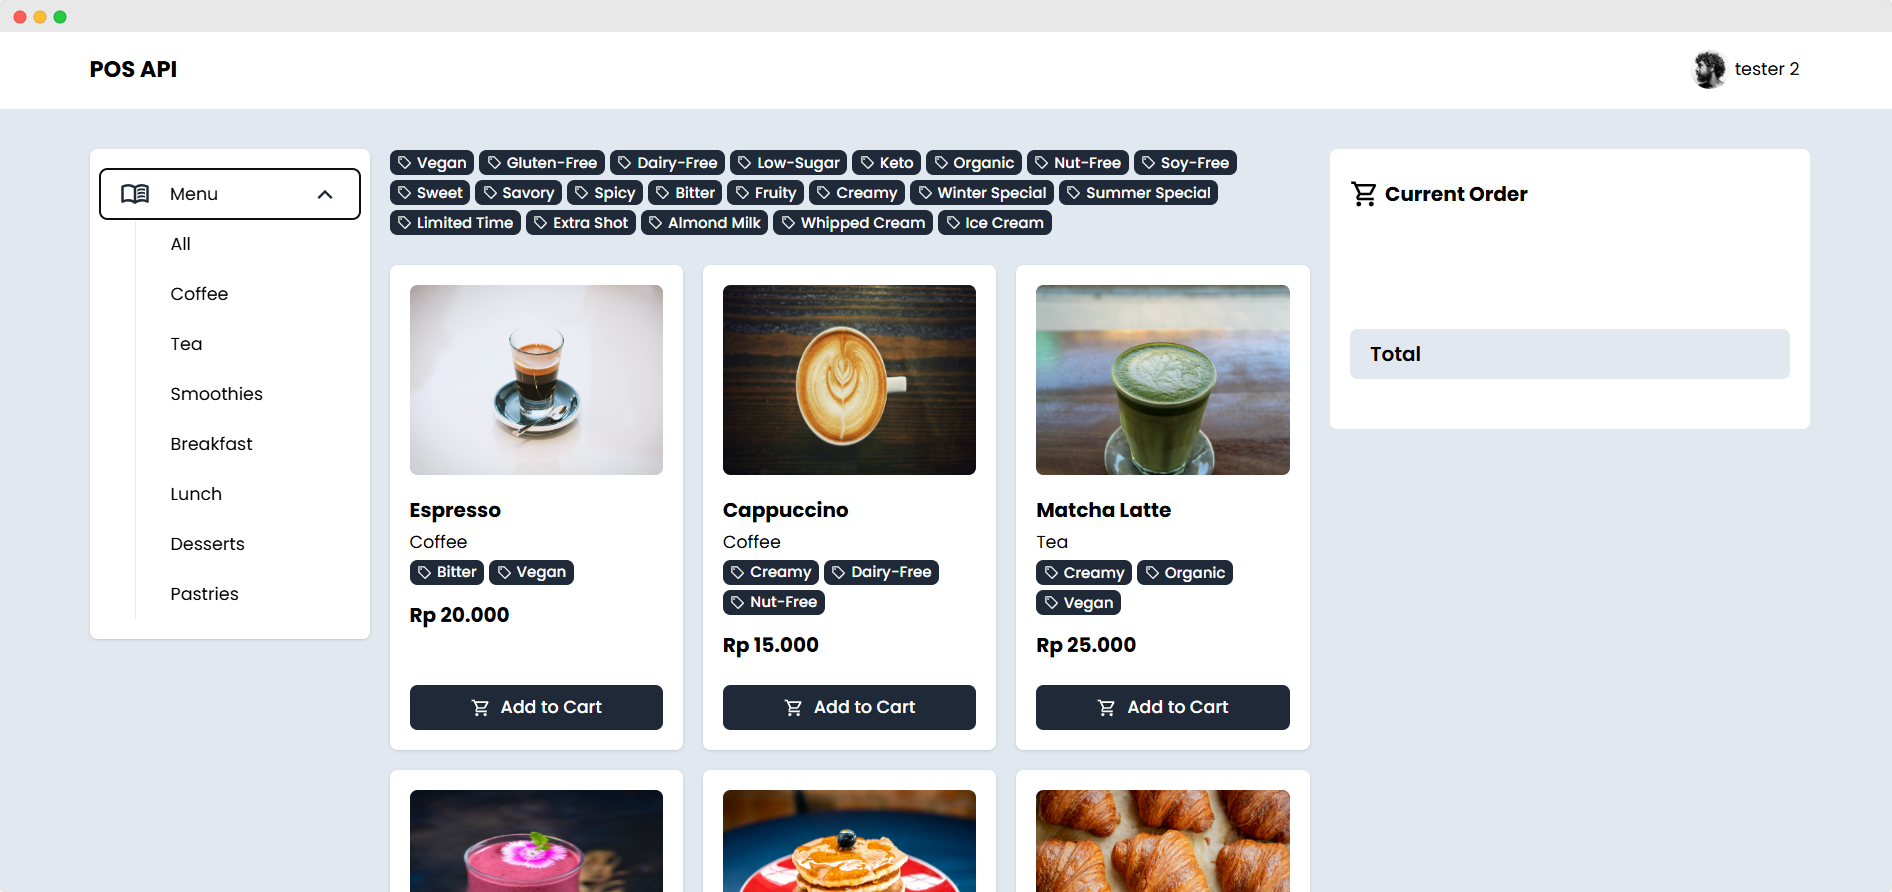 POS API
tester 2
Menu
All
Coffee
Tea
Smoothies
Breakfast
Lunch
Desserts
Pastries
Vegan Gluten-Free Dairy-Free Low-Sugar Keto Organic Nut-Free Soy-Free
Sweet Savory Spicy Bitter Fruity Creamy Winter Special Summer Special
Limited Time Extra Shot Almond Milk Whipped Cream Ice Cream
Espresso
Coffee
Bitter Vegan
Rp 20.000
Add to Cart
Cappuccino
Coffee
Creamy Dairy-Free
Nut-Free
Rp 15.000
Add to Cart
Matcha Latte
Tea
Creamy Organic
Vegan
Rp 25.000
Add to Cart
Current Order
Total